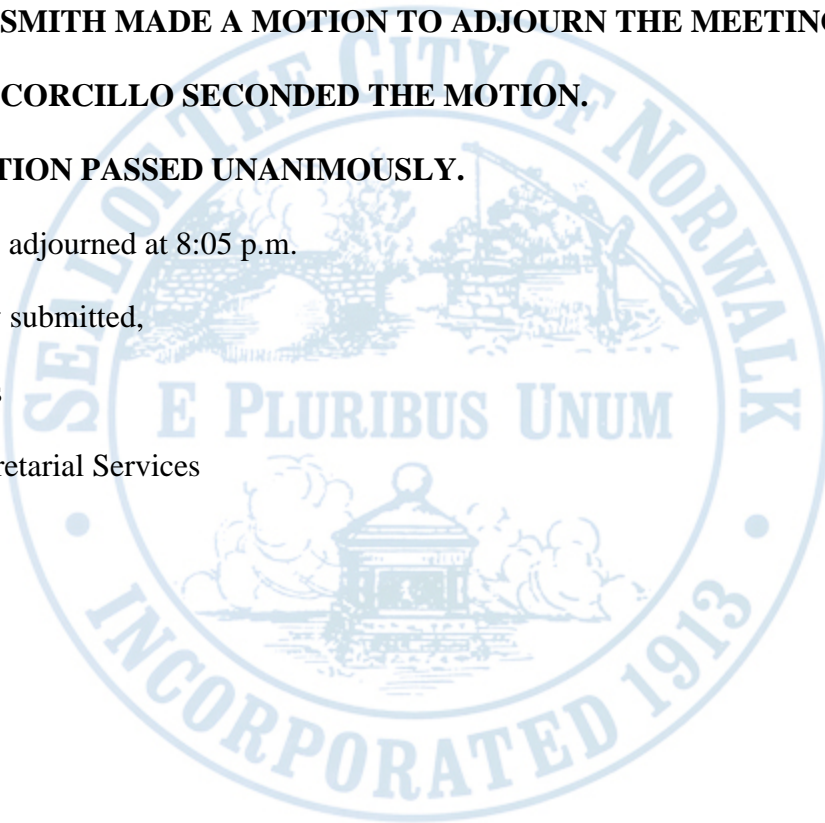 SMITH MADE A MOTION TO ADJOURN THE MEETING
CORCILLO SECONDED THE MOTION.
TION PASSED UNANIMOUSLY.
adjourned at 8:05 p.m.
submitted,
retarial Services
SEAL OF THE CITY OF NORWALK
E PLURIBUS UNUM
INCORPORATED 1913